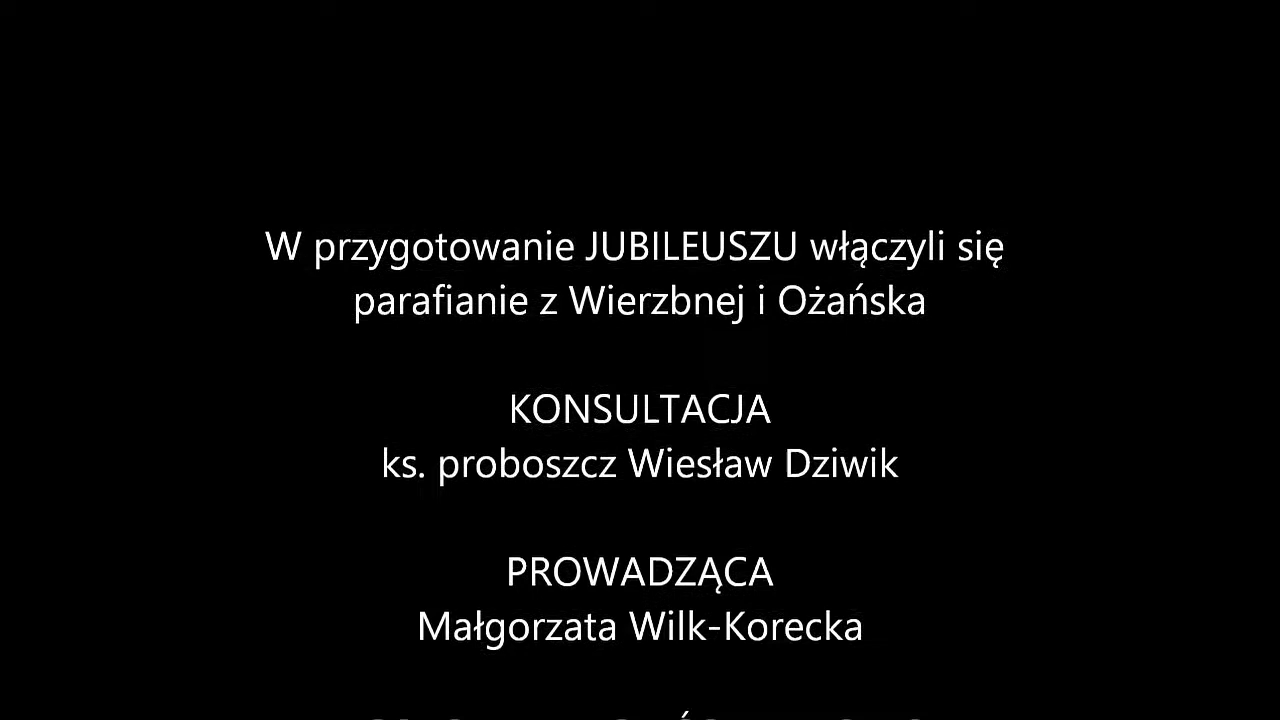 W przygotowanie JUBILEUSZU włączyli się
parafianie z Wierzbnej i Ożańska
KONSULTACJA
ks. proboszcz Wiesław Dziwik
PROWADZĄCA
Małgorzata Wilk-Korecka